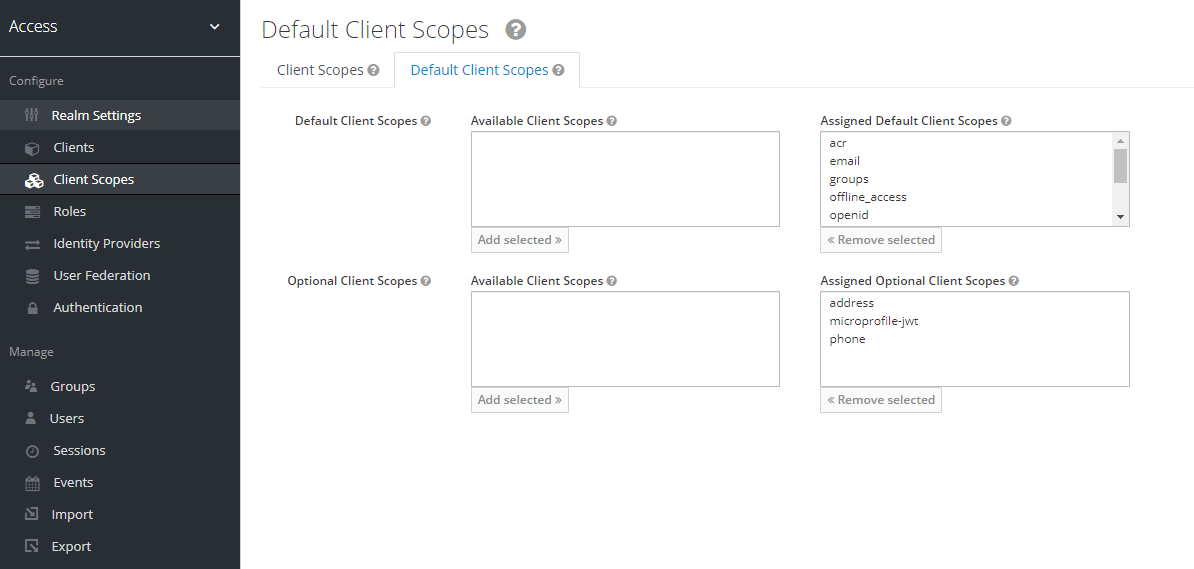 Access
Configure
Realm Settings
Clients
Client Scopes
Roles
Identity Providers
User Federation
Authentication
Manage
Groups
Users
Sessions
Events
Import
Export
Default Client Scopes ?
Client Scopes ? Default Client Scopes ?
Default Client Scopes ? Available Client Scopes ? Assigned Default Client Scopes ?
acr
email
groups
offline_access
openid
Add selected » « Remove selected
Optional Client Scopes ? Available Client Scopes ? Assigned Optional Client Scopes ?
address
microprofile-jwt
phone
Add selected » « Remove selected